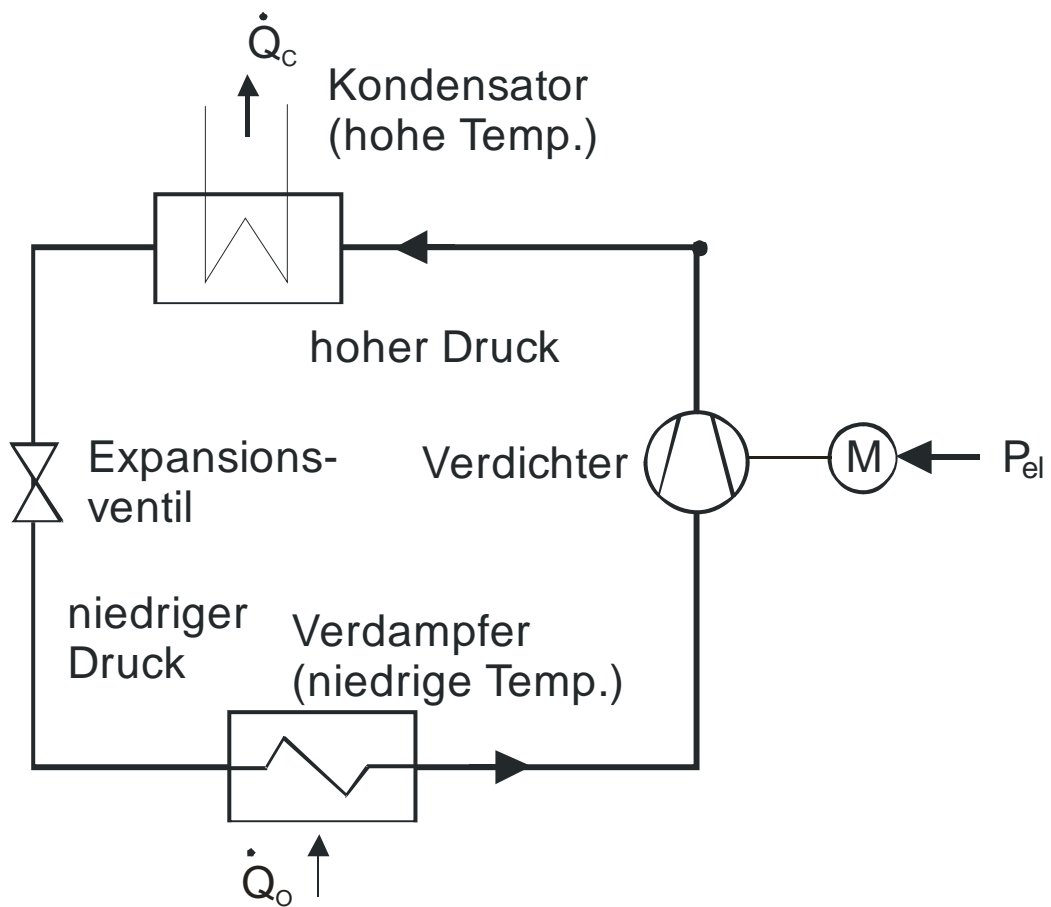 Q̇C
Kondensator
(hohe Temp.)
hoher Druck
Expansions-
ventil
Verdichter
M
Pel
niedriger
Druck
Verdampfer
(niedrige Temp.)
Q̇O